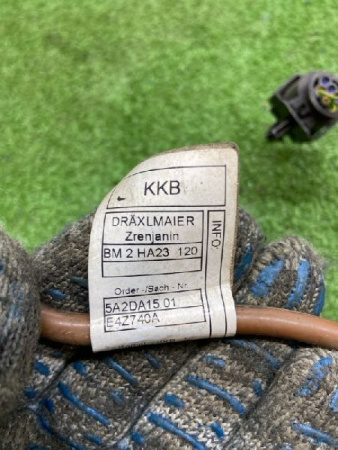 KKB
DRÄXLMAIER
Zrenjanin
BM 2 HA23 120
INFO:
Order-/Sach-Nr.
5A2DA15 01
E4Z740A